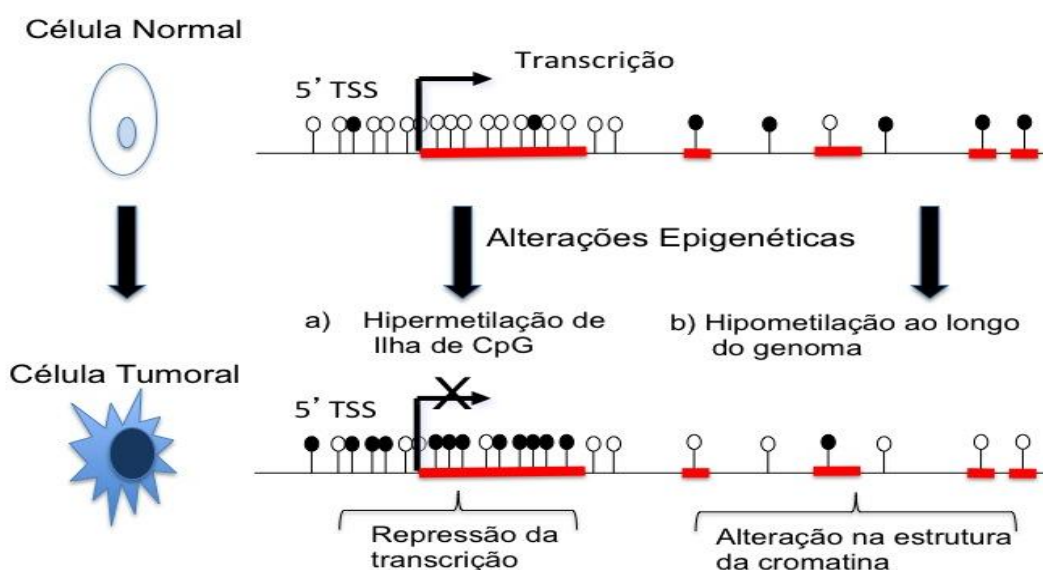 Célula Normal
Transcrição
5’ TSS
Alterações Epigenéticas
a) Hipermetilação de
Ilha de CpG
b) Hipometilação ao longo
do genoma
Célula Tumoral
5’ TSS
X
Repressão da
transcrição
Alteração na estrutura
da cromatina